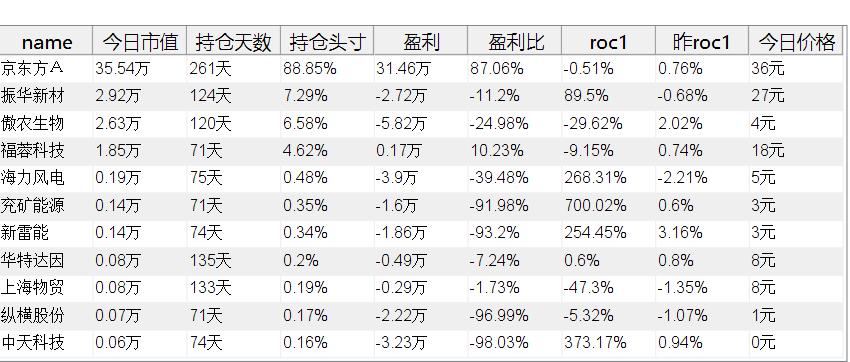 name 今日市值 持仓天数 持仓头寸 盈利 盈利比 roc1 昨roc1 今日价格
京东方A 35.54万 261天 88.85% 31.46万 87.06% -0.51% 0.76% 36元
振华新材 2.92万 124天 7.29% -2.72万 -11.2% 89.5% -0.68% 27元
傲农生物 2.63万 120天 6.58% -5.82万 -24.98% -29.62% 2.02% 4元
福蓉科技 1.85万 71天 4.62% 0.17万 10.23% -9.15% 0.74% 18元
海力风电 0.19万 75天 0.48% -3.9万 -39.48% 268.31% -2.21% 5元
兖矿能源 0.14万 71天 0.35% -1.6万 -91.98% 700.02% 0.6% 3元
新雷能 0.14万 74天 0.34% -1.86万 -93.2% 254.45% 3.16% 3元
华特达因 0.08万 135天 0.2% -0.49万 -7.24% 0.6% 0.8% 8元
上海物贸 0.08万 133天 0.19% -0.29万 -1.73% -47.3% -1.35% 8元
纵横股份 0.07万 71天 0.17% -2.22万 -96.99% -5.32% -1.07% 1元
中天科技 0.06万 74天 0.16% -3.23万 -98.03% 373.17% 0.94% 0元